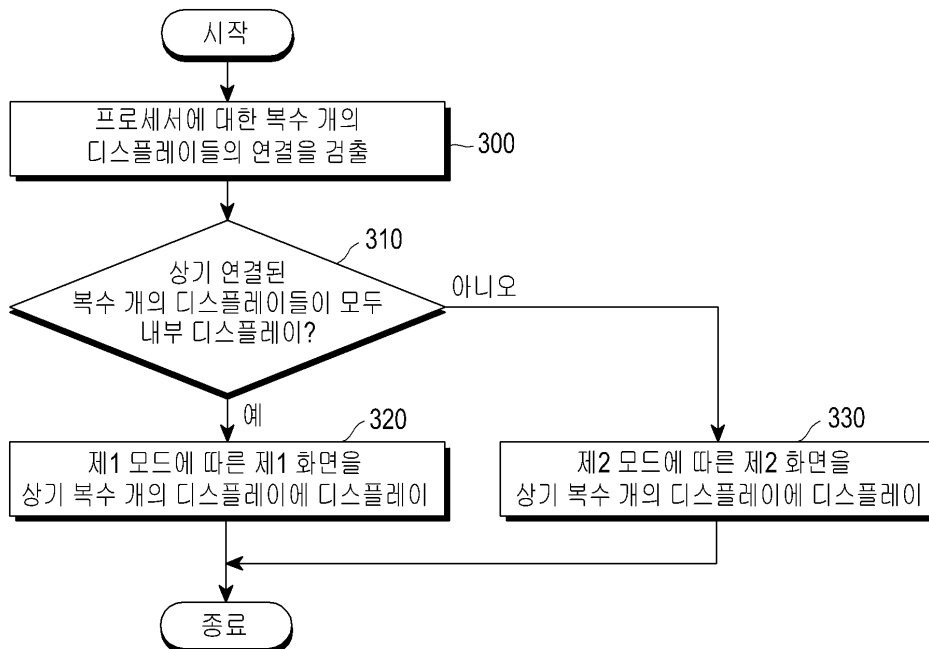 시작
프로세서에 대한 복수 개의
디스플레이들의 연결을 검출
300
310
상기 연결된
복수 개의 디스플레이들이 모두
내부 디스플레이?
아니오
예
320
제1 모드에 따른 제1 화면을
상기 복수 개의 디스플레이에 디스플레이
330
제2 모드에 따른 제2 화면을
상기 복수 개의 디스플레이에 디스플레이
종료